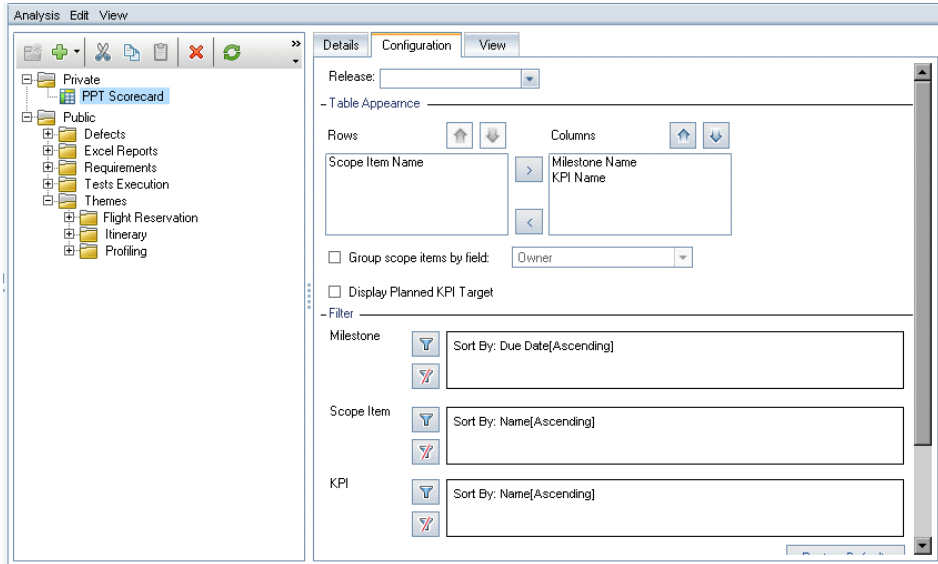 Analysis Edit View
Private
PPT Scorecard
Public
Defects
Excel Reports
Requirements
Tests Execution
Themes
Flight Reservation
Itinerary
Profiling
Details Configuration View
Release:
Table Appearnce
Rows
Columns
Scope Item Name
Milestone Name
KPI Name
Group scope items by field: Owner
Display Planned KPI Target
Filter
Milestone
Sort By: Due Date[Ascending]
Scope Item
Sort By: Name[Ascending]
KPI
Sort By: Name[Ascending]